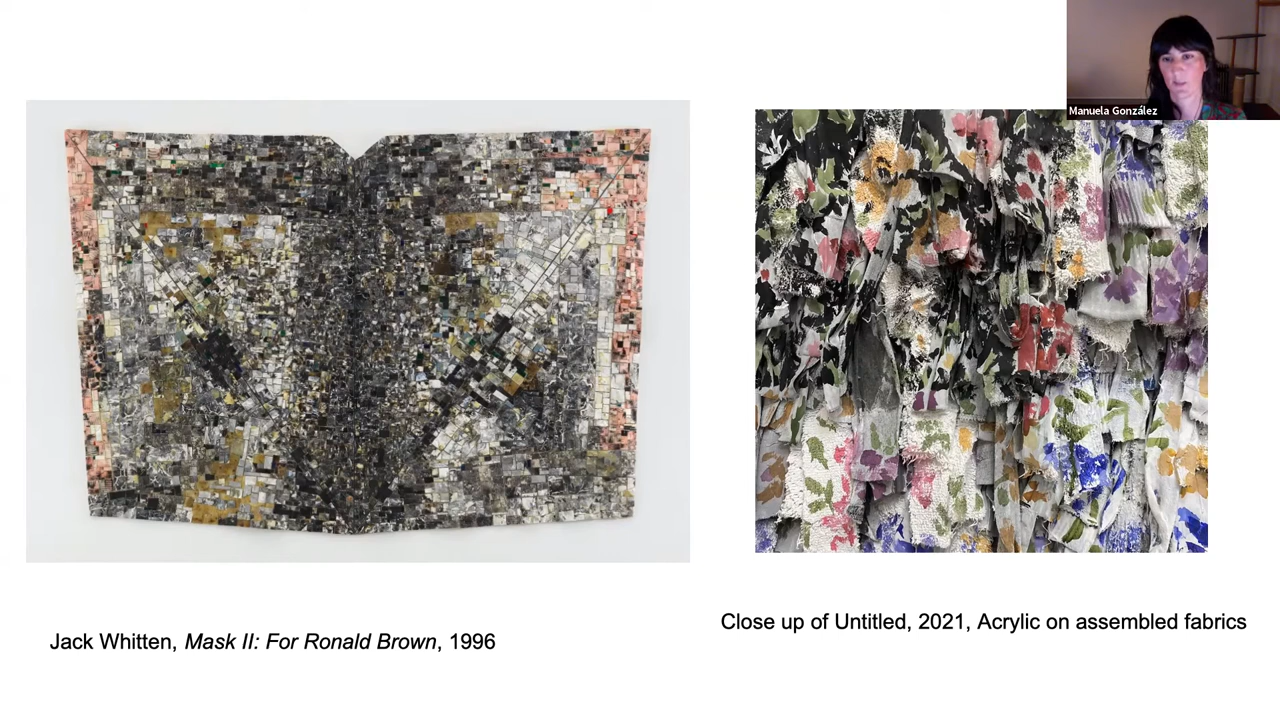 Manuela González
Close up of Untitled, 2021, Acrylic on assembled fabrics
Jack Whitten, Mask II: For Ronald Brown, 1996